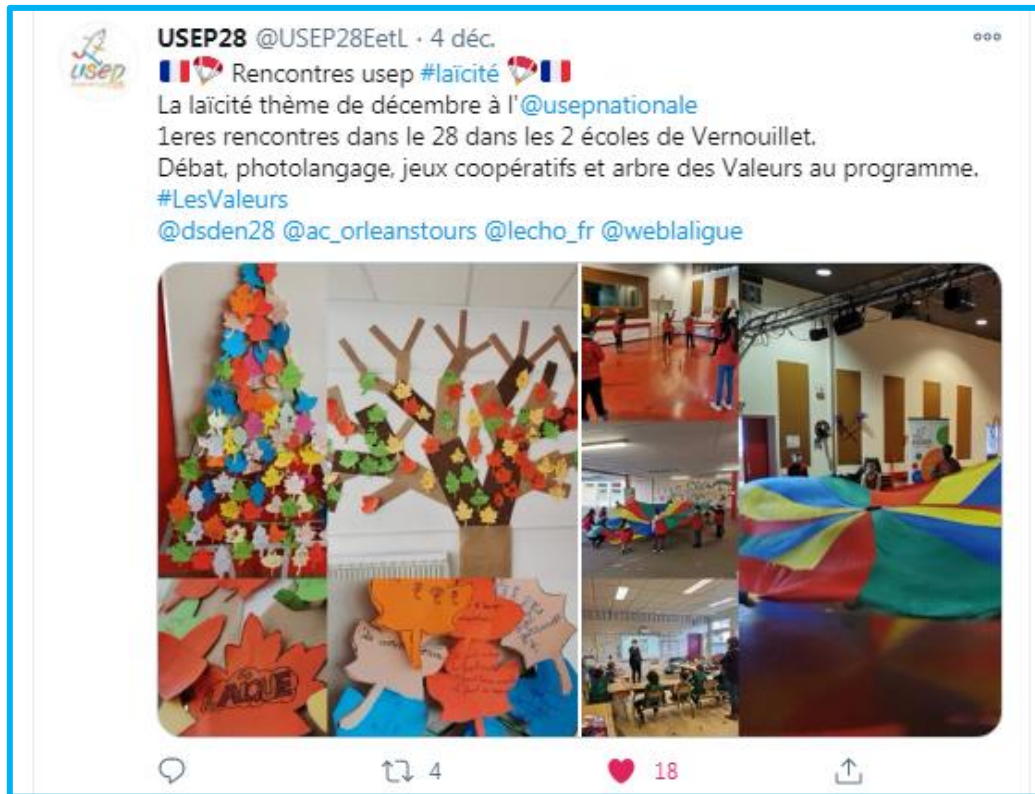 USEP28 @USEP28EetL · 4 déc.
🇫🇷🪂 Rencontres usep #laïcité 🪂🇫🇷
La laïcité thème de décembre à l'@usepnationale
1eres rencontres dans le 28 dans les 2 écoles de Vernouillet.
Débat, photolangage, jeux coopératifs et arbre des Valeurs au programme.
#LesValeurs
@dsden28 @ac_orleanstours @lecho_fr @weblaligue
usep
4
18